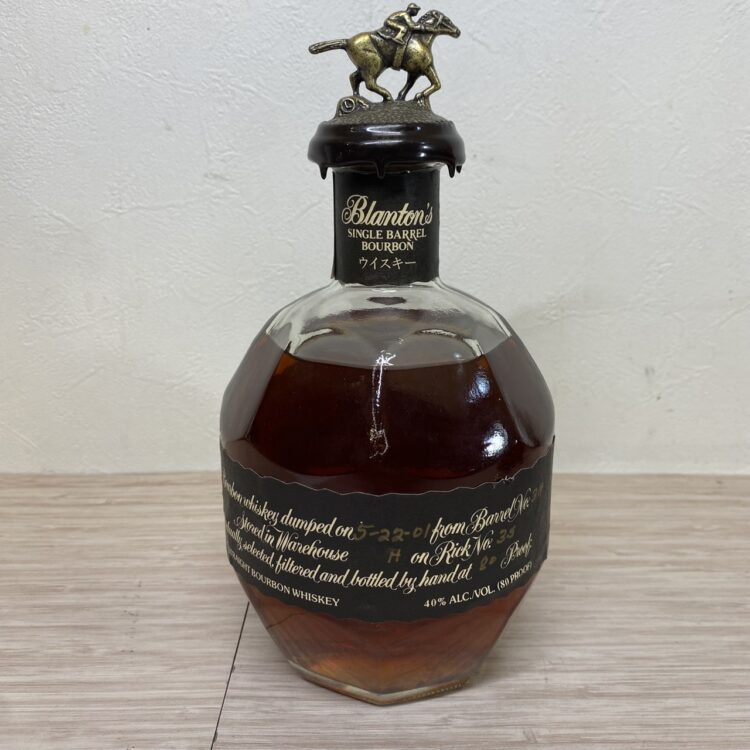 Blanton's
SINGLE BARREL
BOURBON
ウイスキー
whiskey dumped on 5-22-01 from Barrel No.
Stored in Warehouse H on Rick No. 35
selected, filtered and bottled by hand at 80 Proof.
BOURBON WHISKEY 40% ALC./VOL. (80 PROOF)